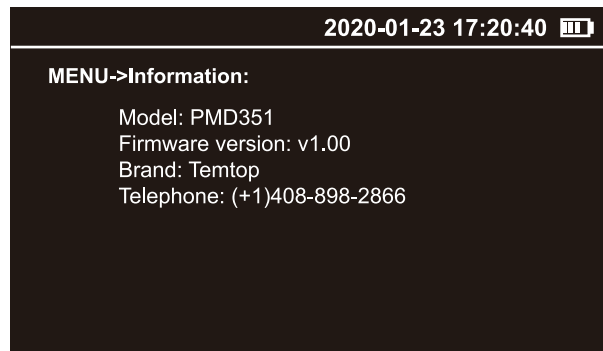 2020-01-23 17:20:40
MENU->Information:
Model: PMD351
Firmware version: v1.00
Brand: Temtop
Telephone: (+1)408-898-2866